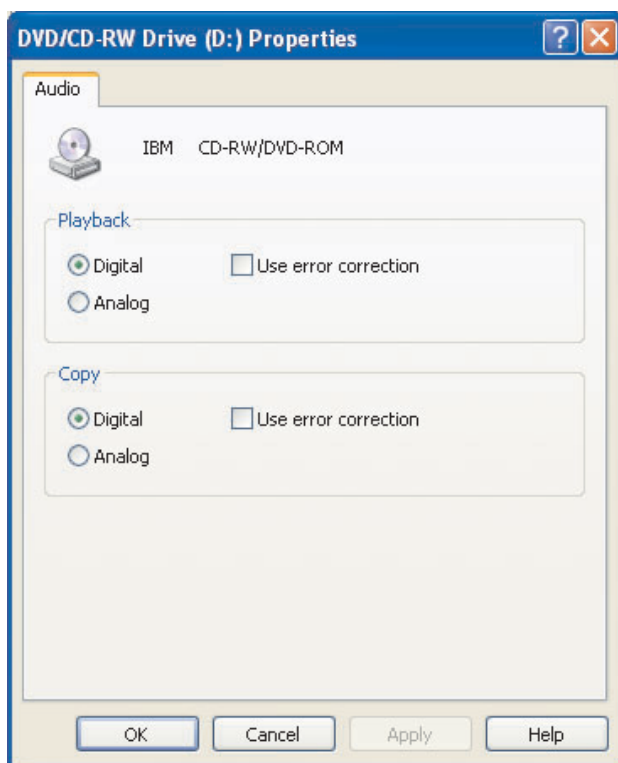 DVD/CD-RW Drive (D:) Properties
Audio
IBM CD-RW/DVD-ROM
Playback
Digital Use error correction
Analog
Copy
Digital Use error correction
Analog
OK Cancel Apply Help